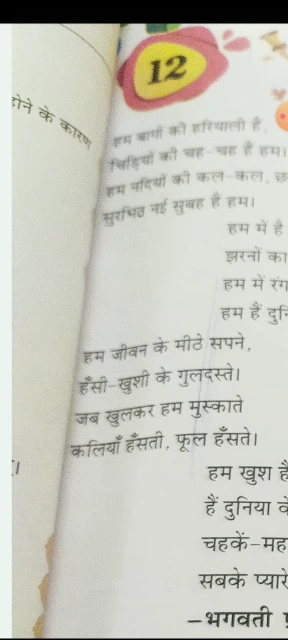 होने के कारण
12
हम बागों की हरियाली है,
चिड़ियों की चह-चह है हम।
हम नदियों की कल-कल,
सुरभित नई सुबह है हम।
हम में है
झरनों का
हम में
हम हैं
हम जीवन के मीठे सपने,
हँसी-खुशी के गुलदस्ते।
जब खुलकर हम मुस्काते
कलियाँ हँसती, फूल हँसते।
हम खुश
हैं दुनिया
चहकें-मह
सबके प्यारे
–भगवती